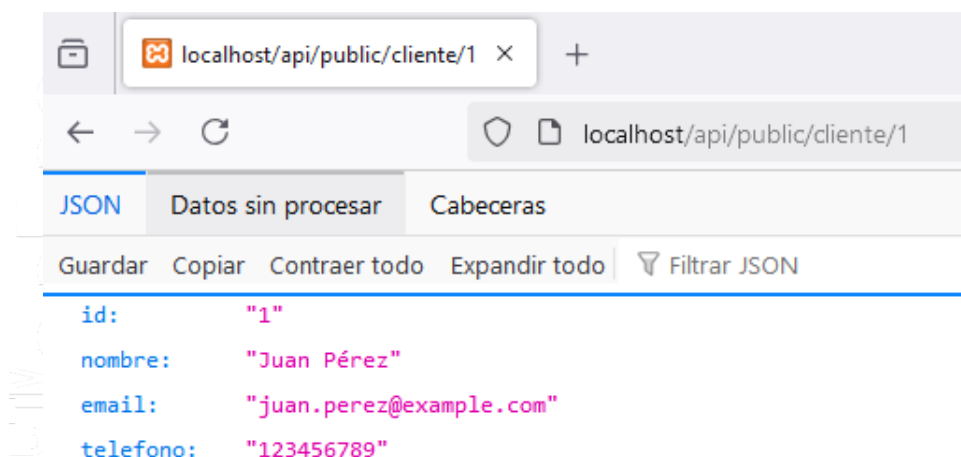 localhost/api/public/cliente/1
localhost/api/public/cliente/1
JSON Datos sin procesar Cabeceras
Guardar Copiar Contraer todo Expandir todo Filtrar JSON
id: "1"
nombre: "Juan Pérez"
email: "juan.perez@example.com"
telefono: "123456789"